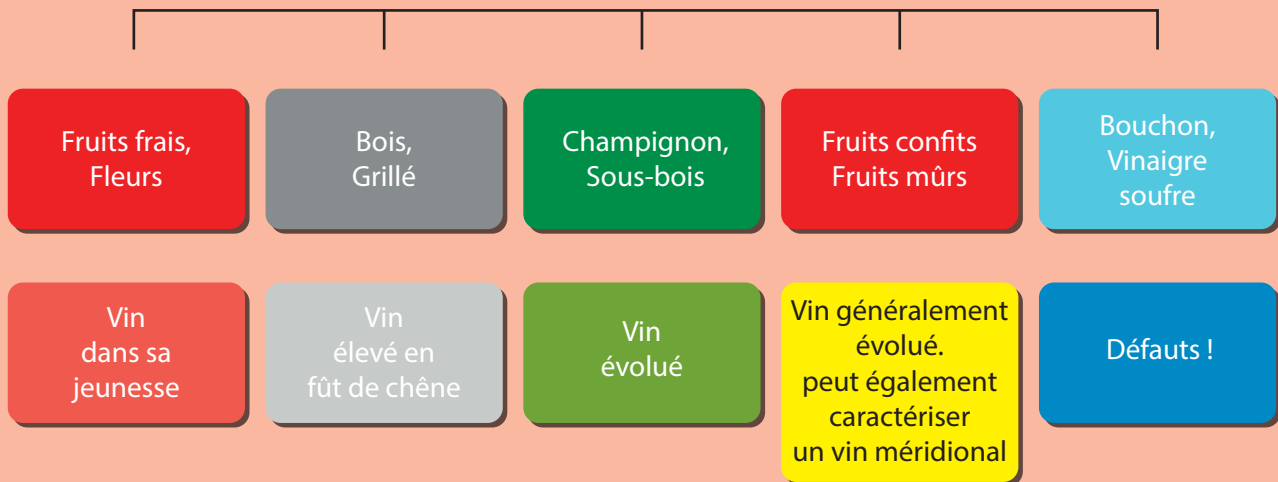 Fruits frais,
Fleurs
Bois,
Grillé
Champignon,
Sous-bois
Fruits confits
Fruits mûrs
Bouchon,
Vinaigre
soufre
Vin
dans sa
jeunesse
Vin
élevé en
fût de chêne
Vin
évolué
Vin généralement
évolué.
peut également
caractériser
un vin méridional
Défauts !